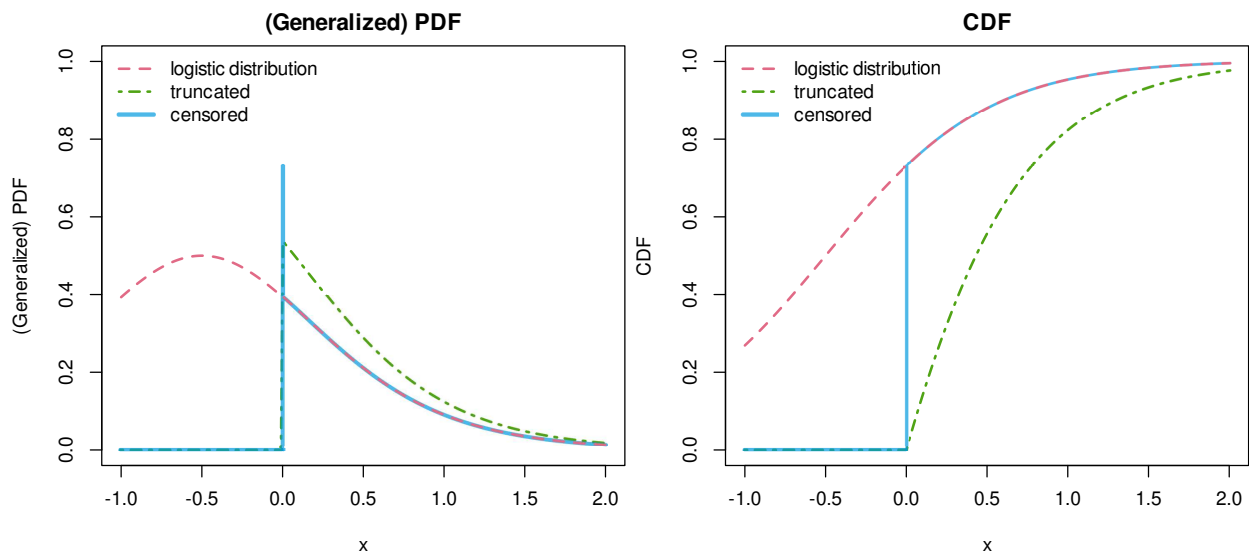 (Generalized) PDF
logistic distribution
truncated
censored
(Generalized) PDF
1.0
0.8
0.6
0.4
0.2
0.0
-1.0 -0.5 0.0 0.5 1.0 1.5 2.0
x
CDF
logistic distribution
truncated
censored
CDF
1.0
0.8
0.6
0.4
0.2
0.0
-1.0 -0.5 0.0 0.5 1.0 1.5 2.0
x